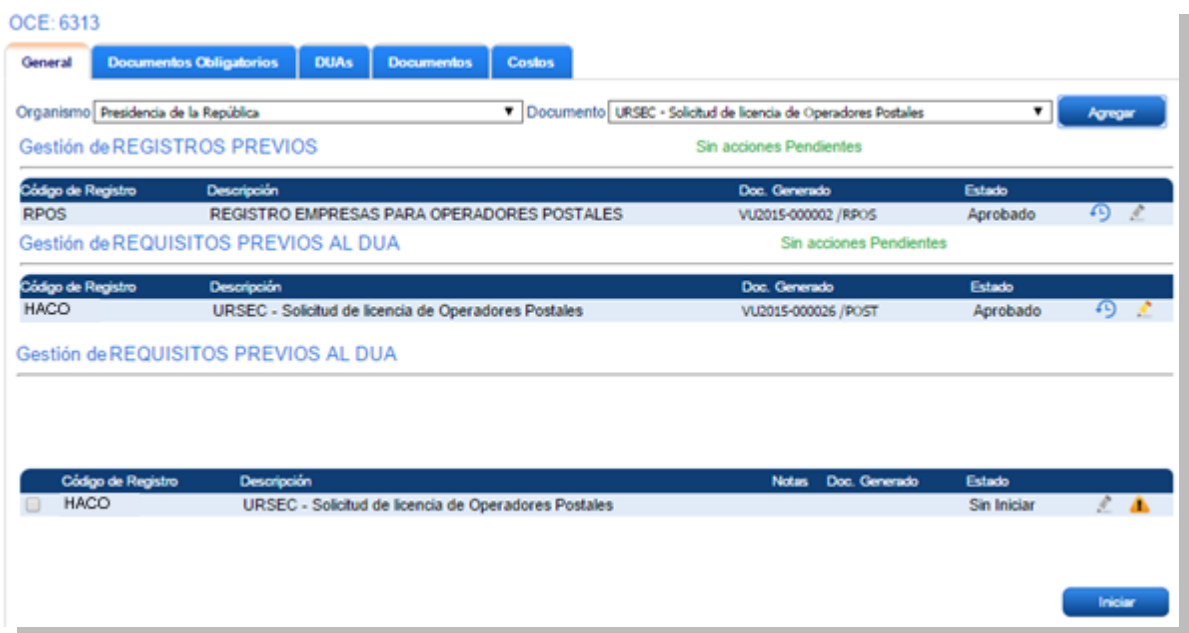 OCE: 6313
General Documentos Obligatorios DUAs Documentos Costos
Organismo Presidencia de la República Documento URSEC - Solicitud de licencia de Operadores Postales Agregar
Gestión de REGISTROS PREVIOS Sin acciones Pendientes
Código de Registro Descripción Doc. Generado Estado
RPOS REGISTRO EMPRESAS PARA OPERADORES POSTALES VU2015-000002 /RPOS Aprobado
Gestión de REQUISITOS PREVIOS AL DUA Sin acciones Pendientes
Código de Registro Descripción Doc. Generado Estado
HACO URSEC - Solicitud de licencia de Operadores Postales VU2015-000026 /POST Aprobado
Gestión de REQUISITOS PREVIOS AL DUA
Código de Registro Descripción Notas Doc. Generado Estado
HACO URSEC - Solicitud de licencia de Operadores Postales Sin Iniciar
Iniciar